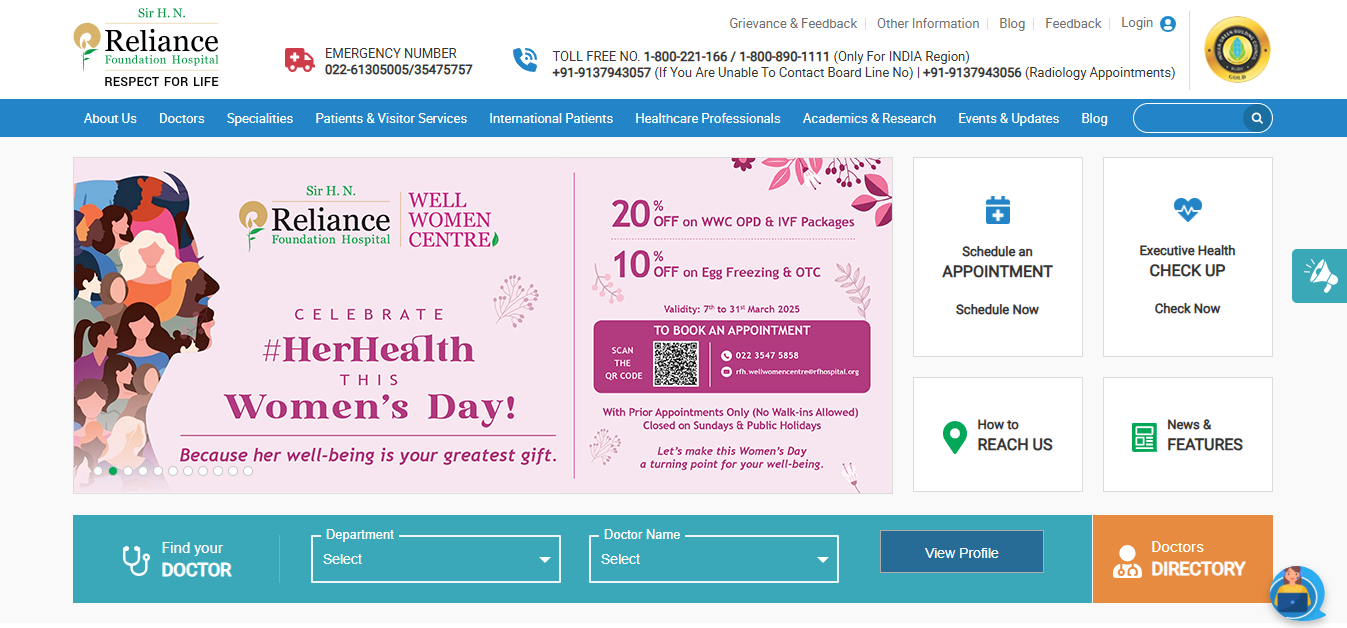 Sir H. N.
Reliance
Foundation Hospital
RESPECT FOR LIFE
Grievance & Feedback
Other Information
Blog
Feedback
Login
EMERGENCY NUMBER
022-61305005/35475757
TOLL FREE NO. 1-800-221-166 / 1-800-890-1111 (Only For INDIA Region)
+91-9137943057 (If You Are Unable To Contact Board Line No) | +91-9137943056 (Radiology Appointments)
GOLD
About Us
Doctors
Specialities
Patients & Visitor Services
International Patients
Healthcare Professionals
Academics & Research
Events & Updates
Blog
Sir H. N.
Reliance
Foundation Hospital
WELL
WOMEN
CENTRE
CELEBRATE
#HerHealth
THIS
Women's Day!
Because her well-being is your greatest gift.
20% OFF on WWC OPD & IVF Packages
10% OFF on Egg Freezing & OTC
Validity: 7th to 31st March 2025
TO BOOK AN APPOINTMENT
SCAN
THE
QR CODE
022 3547 5858
rfh.wellwomencentre@rfhospital.org
With Prior Appointments Only (No Walk-ins Allowed)
Closed on Sundays & Public Holidays
Let's make this Women's Day
a turning point for your well-being.
Schedule an
APPOINTMENT
Schedule Now
Executive Health
CHECK UP
Check Now
How to
REACH US
News &
FEATURES
Find your
DOCTOR
Department
Select
Doctor Name
Select
View Profile
Doctors
DIRECTORY